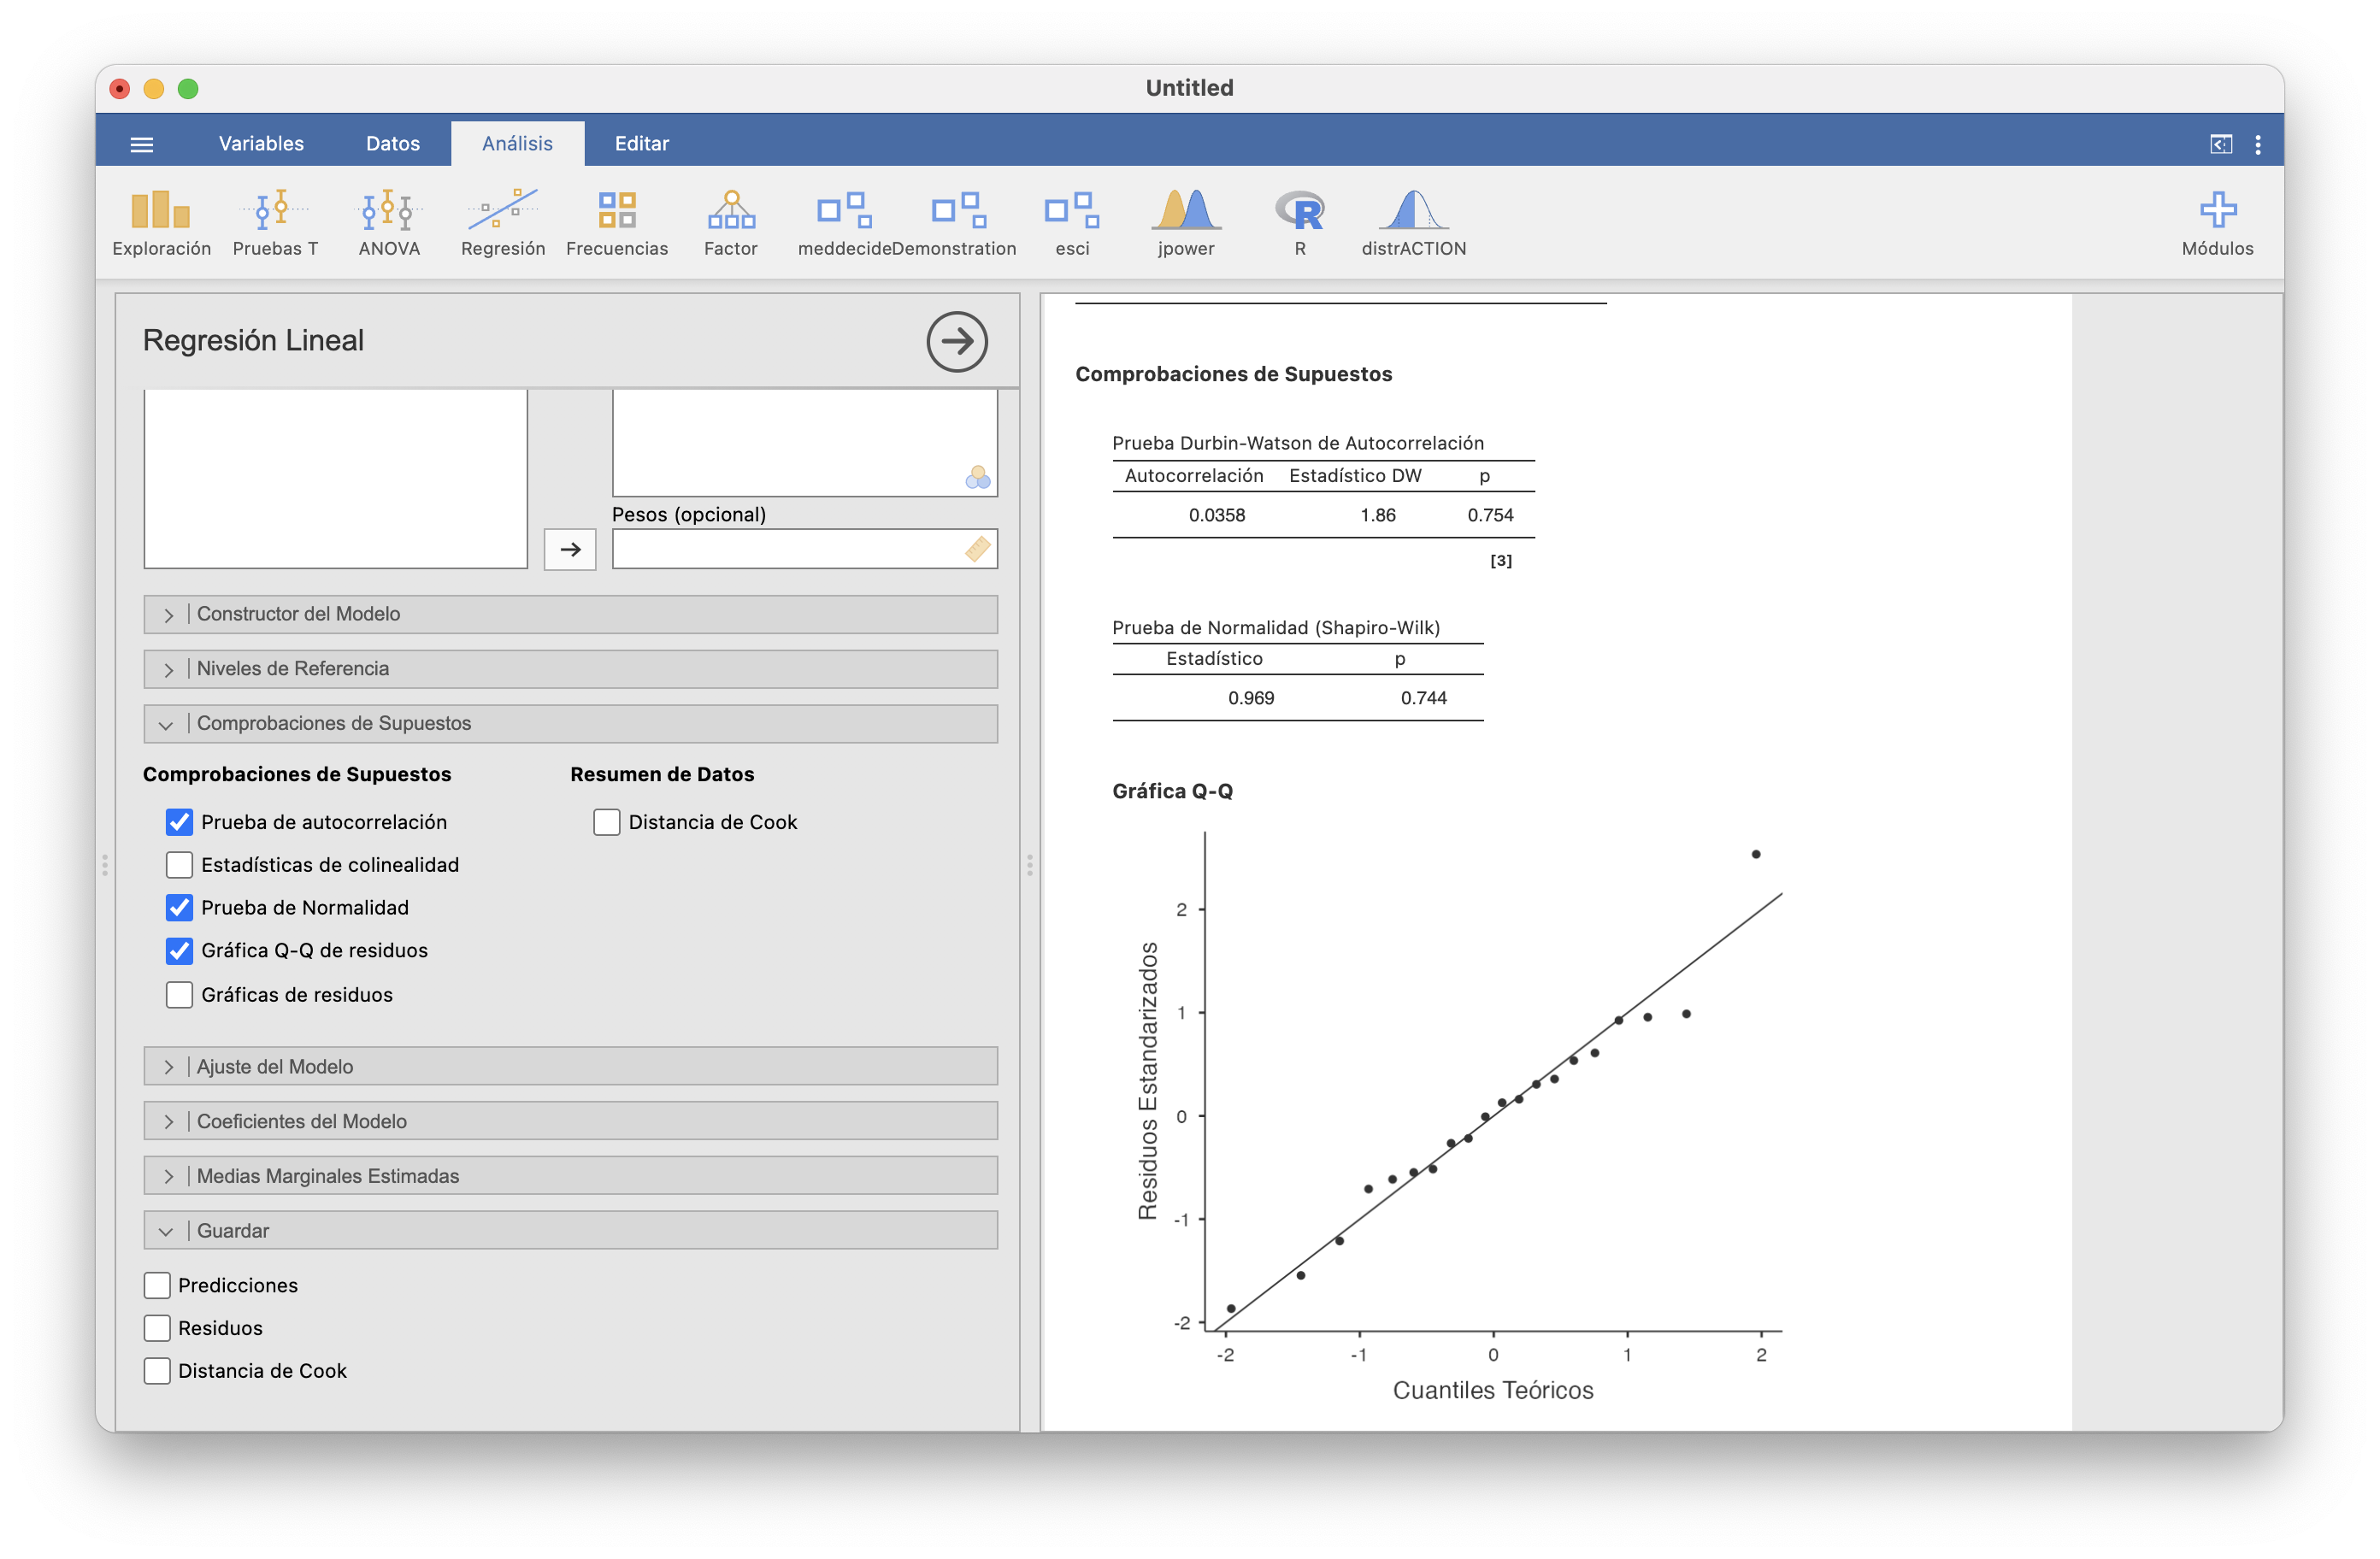 Untitled
Variables
Datos
Análisis
Editar
Exploración
Pruebas T
ANOVA
Regresión
Frecuencias
Factor
meddecide
Demonstration
esci
jpower
R
distrACTION
Módulos
Regresión Lineal
Pesos (opcional)
Constructor del Modelo
Niveles de Referencia
Comprobaciones de Supuestos
Comprobaciones de Supuestos
Resumen de Datos
Prueba de autocorrelación
Distancia de Cook
Estadísticas de colinealidad
Prueba de Normalidad
Gráfica Q-Q de residuos
Gráficas de residuos
Ajuste del Modelo
Coeficientes del Modelo
Medias Marginales Estimadas
Guardar
Predicciones
Residuos
Distancia de Cook
Comprobaciones de Supuestos
Prueba Durbin-Watson de Autocorrelación
Autocorrelación Estadístico DW p
0.0358 1.86 0.754
[3]
Prueba de Normalidad (Shapiro-Wilk)
Estadístico p
0.969 0.744
Gráfica Q-Q
Residuos Estandarizados
2
1
0
-1
-2
-2 -1 0 1 2
Cuantiles Teóricos